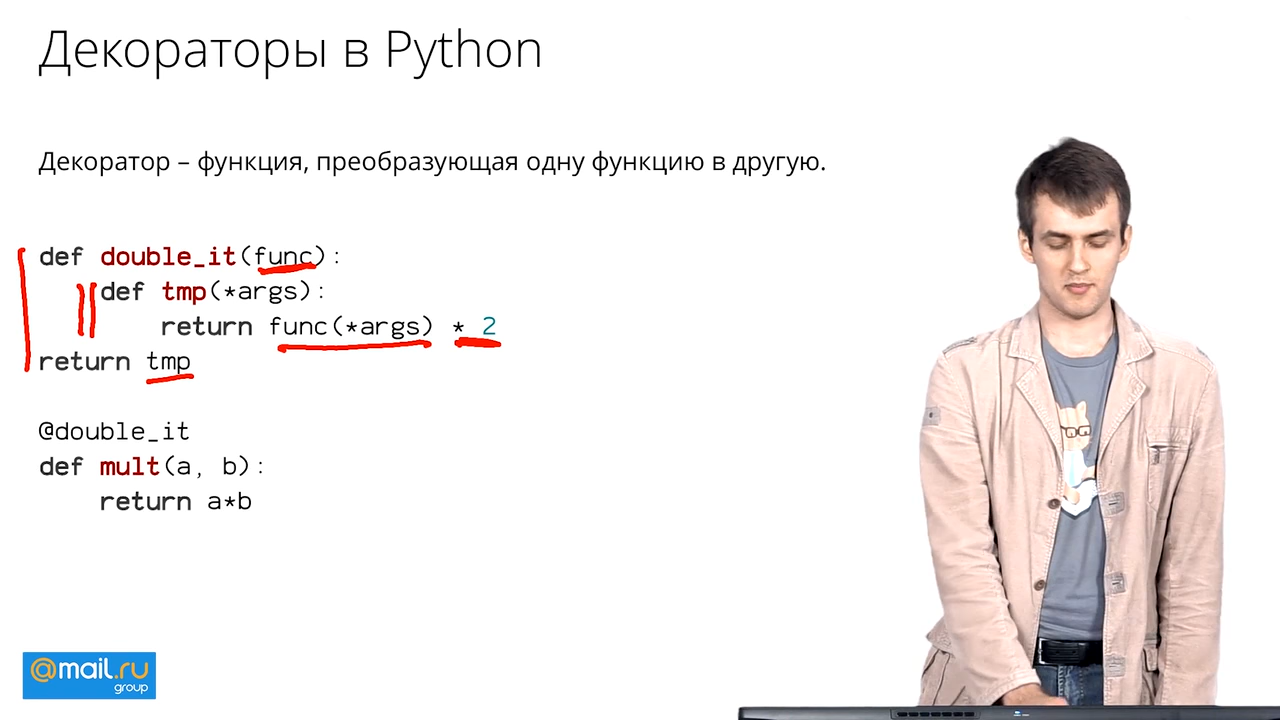 Декораторы в Python
Декоратор – функция, преобразующая одну функцию в другую.
def double_it(func):
def tmp(*args):
return func(*args) * 2
return tmp
@double_it
def mult(a, b):
return a*b
@mail.ru
group